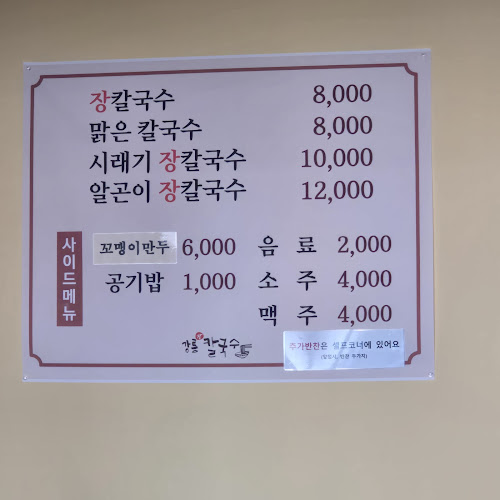 장칼국수 8,000
맑은 칼국수 8,000
시래기 장칼국수 10,000
알곤이 장칼국수 12,000
사이드메뉴
꼬맹이만두 6,000 음 료 2,000
공기밥 1,000 소 주 4,000
맥 주 4,000
강릉 칼국수
추가반찬은 셀프코너에 있어요